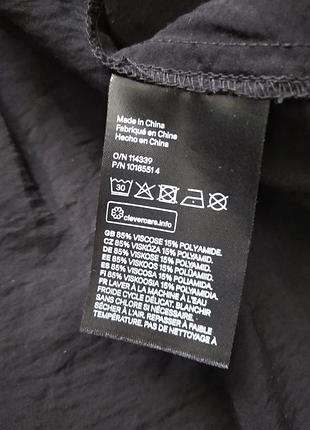 Made in China
Fabriqué en Chine
Hecho en China
O/N 114339
P/N 1018551 4
30
clevercare.info
GB 85% VISCOSE 15% POLYAMIDE.
CZ 85% VISKÓZA 15% POLYAMID.
DE 85% VISKOSE 15% POLYAMID.
EE 85% VISKOOS 15% POLÜAMIID.
ES 85% VISCOSA 15% POLIAMIDA.
FI 85% VISKOOSIA 15% POLYAMIDIA.
FR LAVER À LA MACHINE À L'EAU
FROIDE CYCLE DÉLICAT. BLANCHIR
SANS CHLORE SI NÉCESSAIRE.
SÉCHER À L'AIR. REPASSER À FAIBLE
TEMPÉRATURE. PAS DE NETTOYAGE À